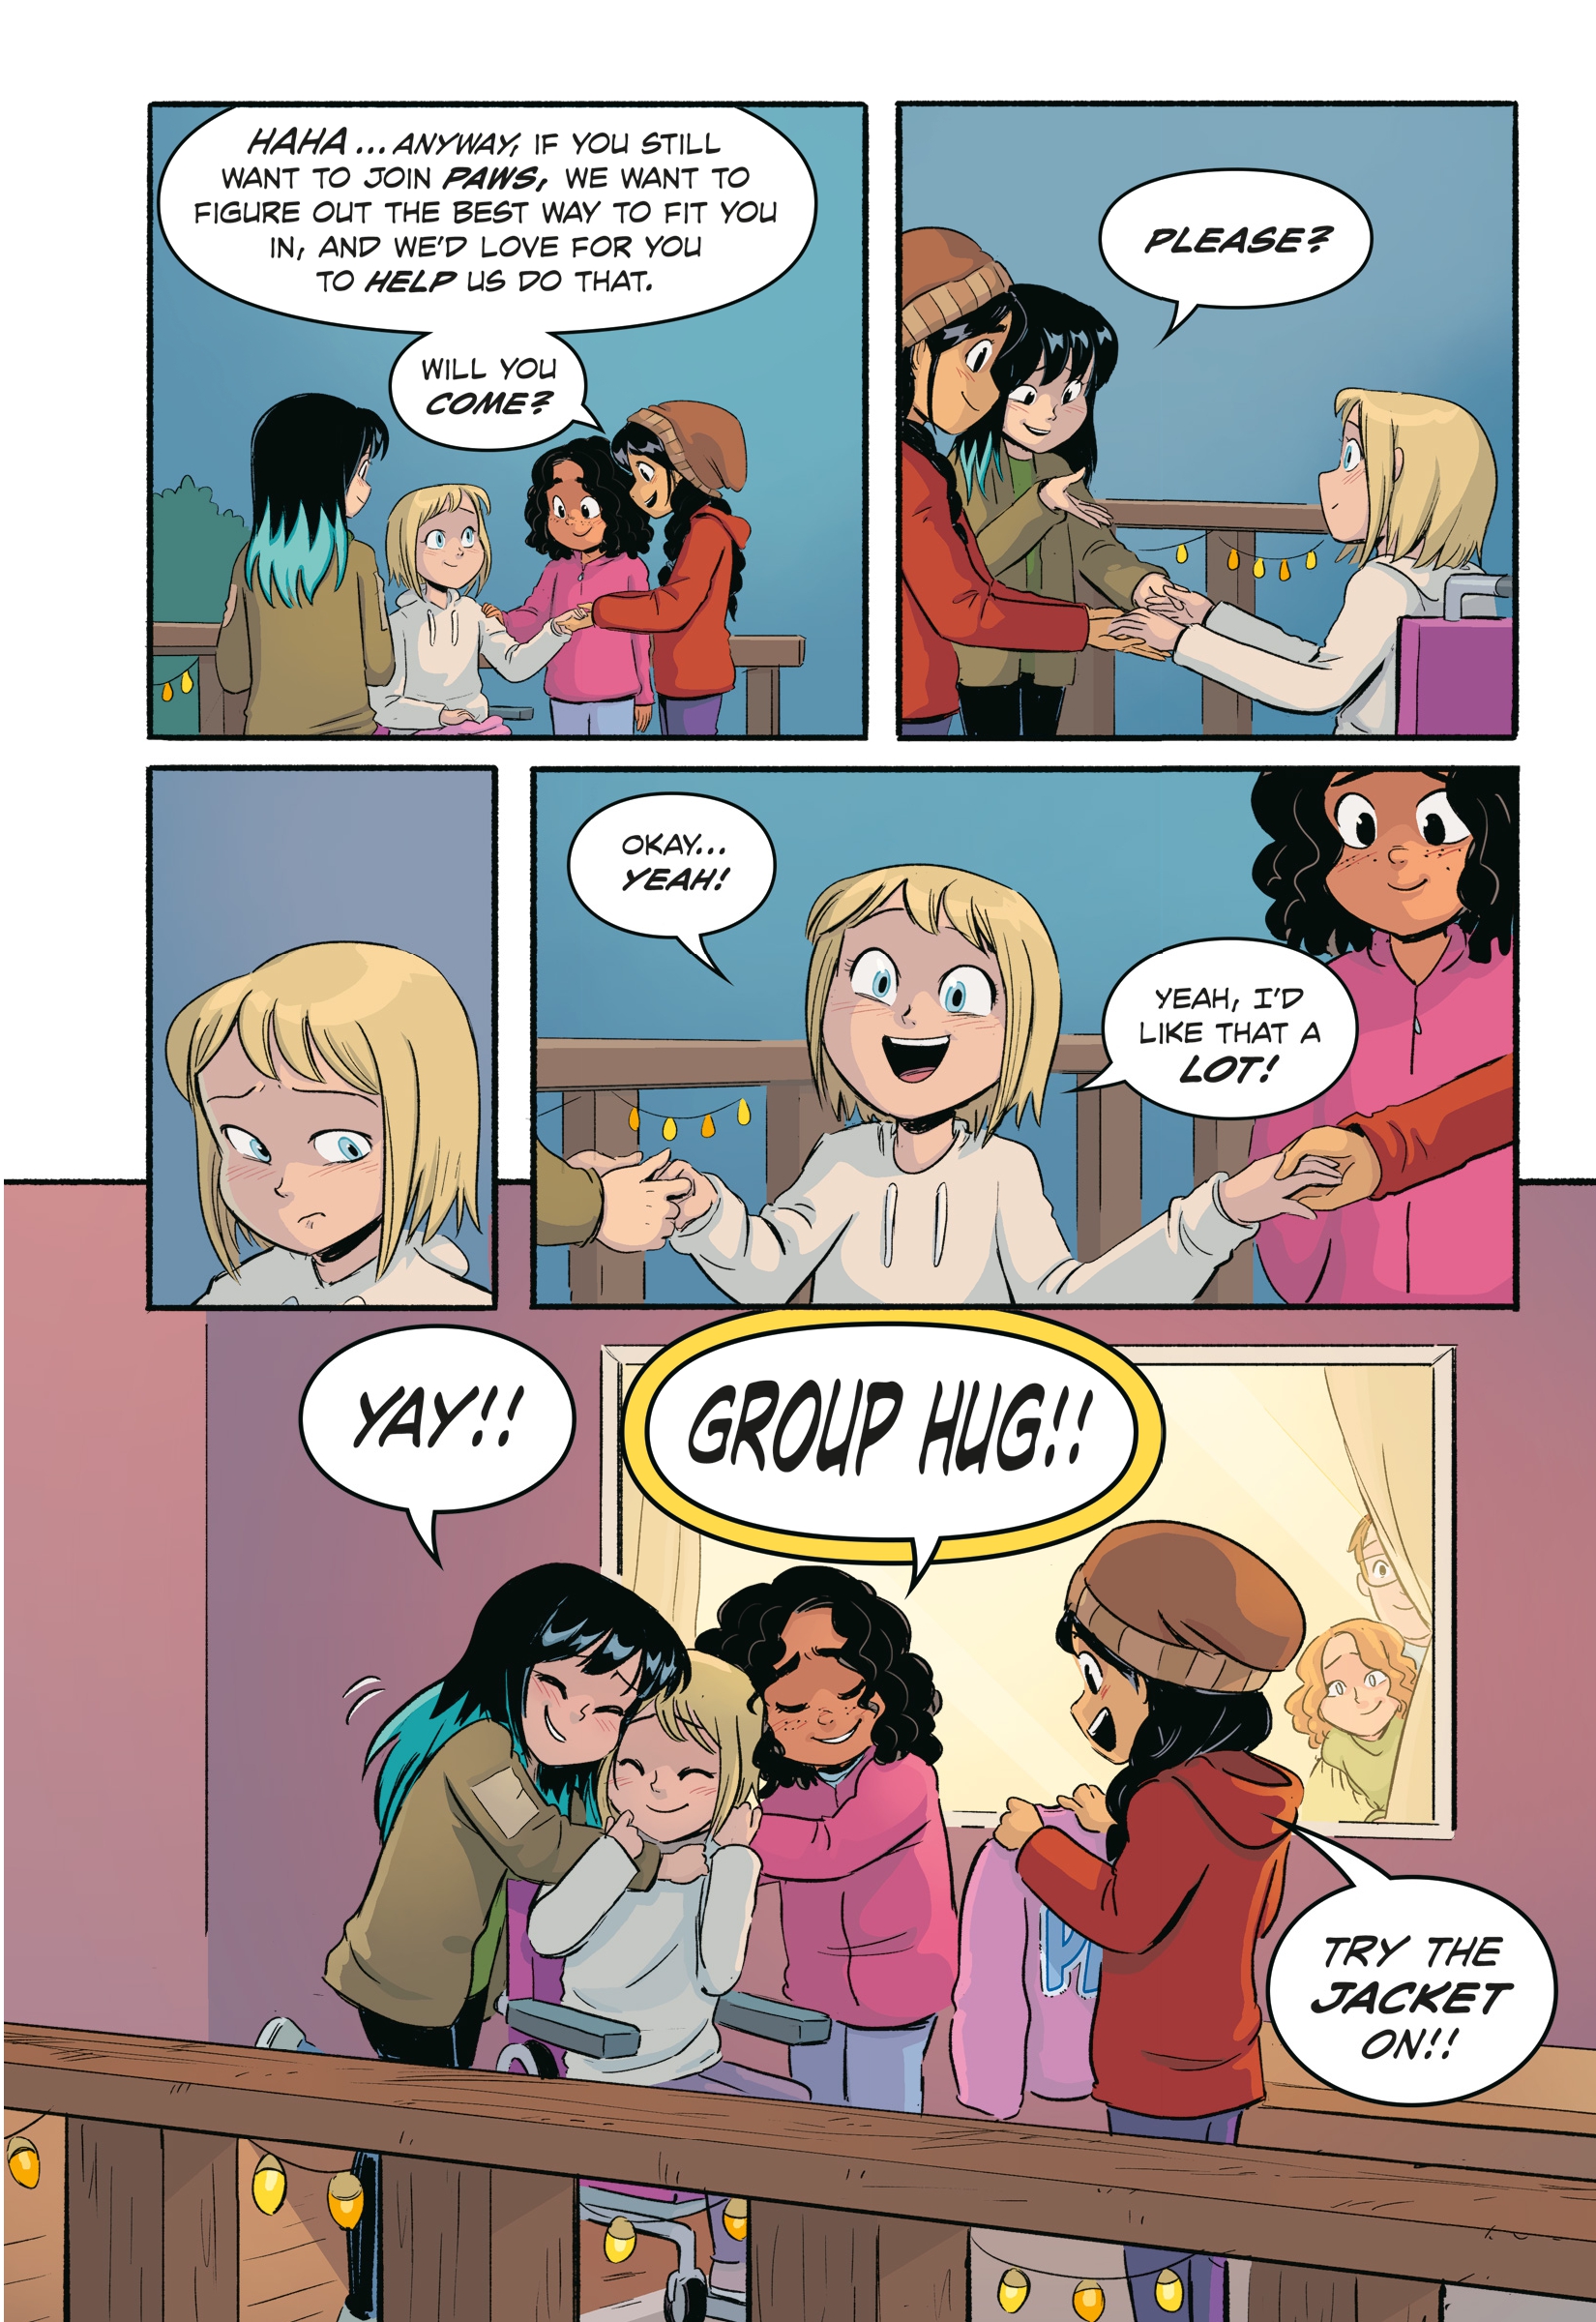 HAHA... ANYWAY, IF YOU STILL
WANT TO JOIN PAWS, WE WANT TO
FIGURE OUT THE BEST WAY TO FIT YOU
IN, AND WE'D LOVE FOR YOU
TO HELP US DO THAT.
WILL YOU
COME?
PLEASE?
OKAY...
YEAH!
YEAH, I'D
LIKE THAT A
LOT!
YAY!!
GROUP HUG!!
TRY THE
JACKET
ON!!